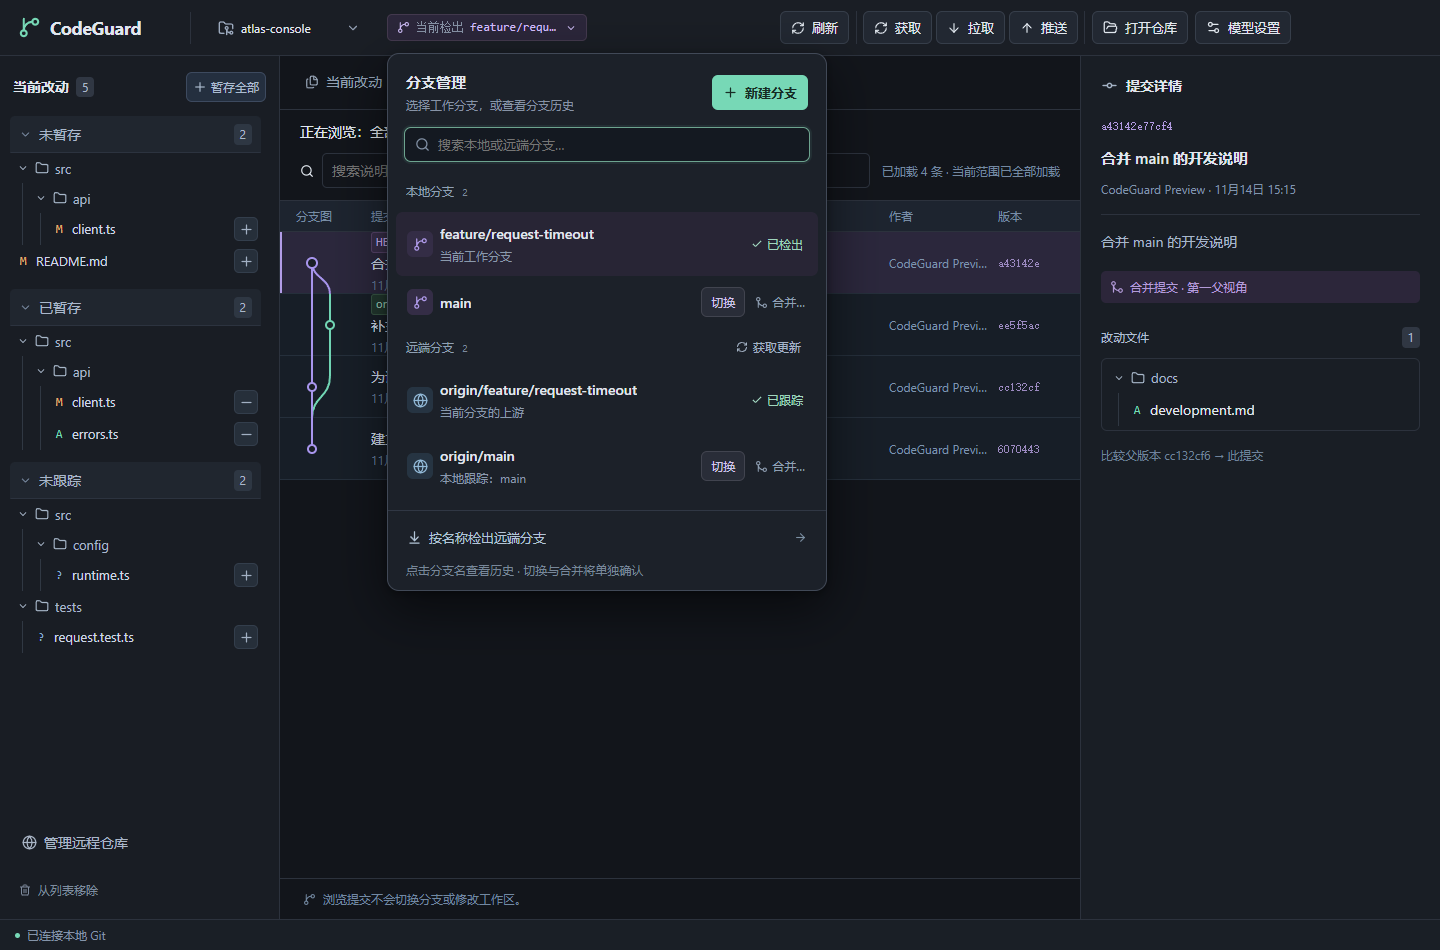 CodeGuard
atlas-console
当前检出 feature/requ...
刷新
获取
拉取
推送
打开仓库
模型设置
当前改动 5
暂存全部
未暂存 2
src
api
M client.ts
M README.md
已暂存 2
src
api
M client.ts
A errors.ts
未跟踪 2
src
config
? runtime.ts
tests
? request.test.ts
管理远程仓库
从列表移除
已连接本地 Git
当前改动
正在浏览：全
搜索说明
已加载 4 条 · 当前范围已全部加载
分支图
作者
版本
HE
合
CodeGuard Previ...
a43142e
11
or
CodeGuard Previ...
ee5f5ac
11
为
CodeGuard Previ...
cc132cf
11
建
CodeGuard Previ...
6070443
11
浏览提交不会切换分支或修改工作区。
分支管理
选择工作分支，或查看分支历史
新建分支
搜索本地或远端分支...
本地分支 2
feature/request-timeout
当前工作分支
已检出
main
切换
合并...
远端分支 2
获取更新
origin/feature/request-timeout
当前分支的上游
已跟踪
origin/main
本地跟踪：main
切换
合并...
按名称检出远端分支
点击分支名查看历史 · 切换与合并将单独确认
提交详情
a43142e77cf4
合并 main 的开发说明
CodeGuard Preview · 11月14日 15:15
合并 main 的开发说明
合并提交 · 第一父视角
改动文件 1
docs
A development.md
比较父版本 cc132cf6 → 此提交